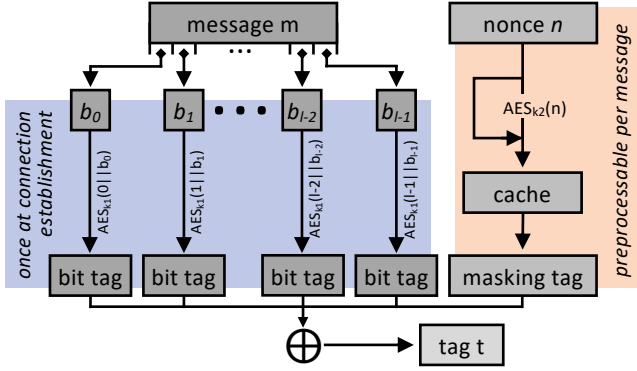 message m
nonce n
...
b0
b1
bl-2
bl-1
once at connection
establishment
AESk1(0||b0)
AESk1(1||b1)
AESk1(l-2||bl-2)
AESk1(l-1||bl-1)
AESk2(n)
cache
preprocessable per message
bit tag
bit tag
bit tag
bit tag
masking tag
tag t